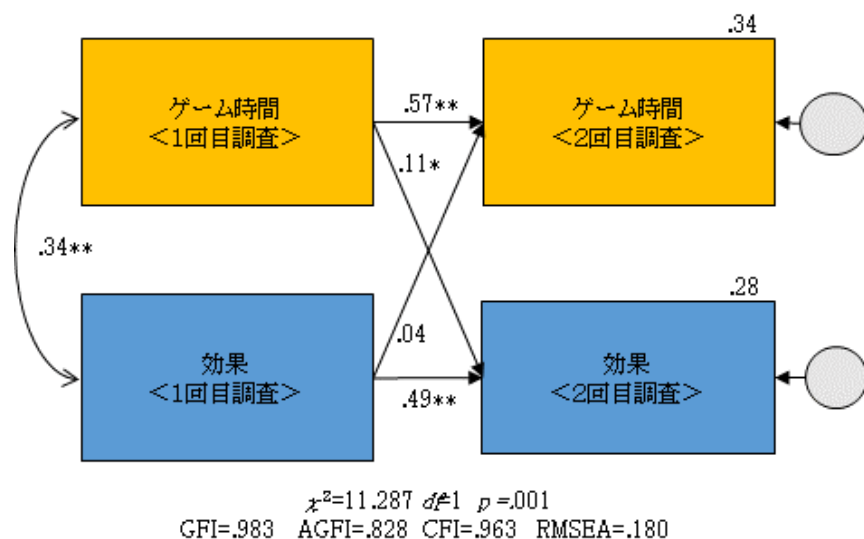 .34
ゲーム時間
<1回目調査>
.57**
ゲーム時間
<2回目調査>
.11*
.34**
.28
.04
効果
<1回目調査>
効果
<2回目調査>
.49**
χ²=11.287 df=1 p=.001
GFI=.983 AGFI=.828 CFI=.963 RMSEA=.180